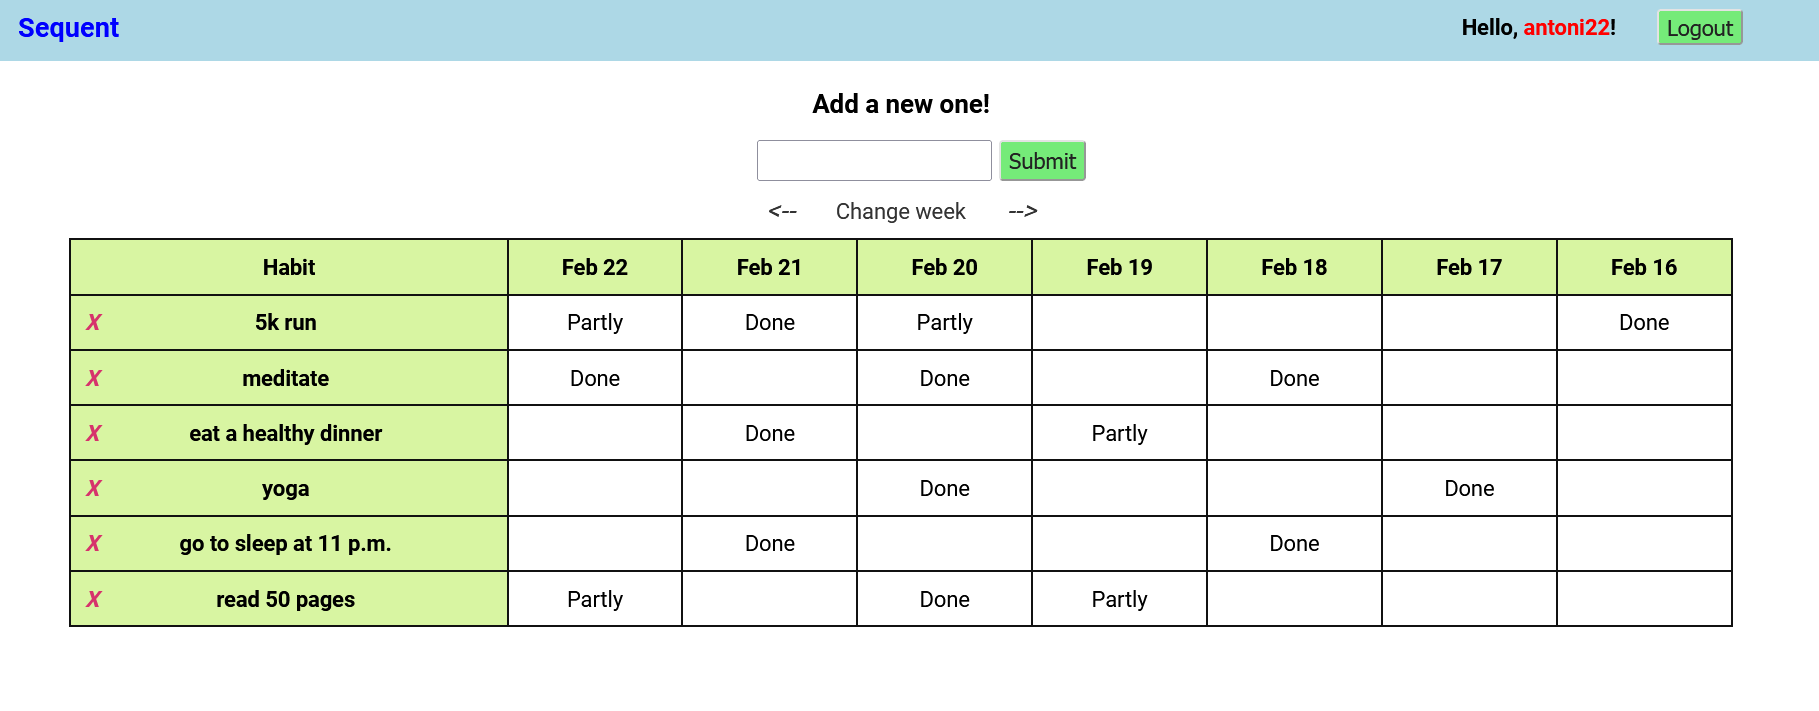 Sequent Hello, antoni22! Logout
Add a new one!
Submit
<-- Change week -->
Habit Feb 22 Feb 21 Feb 20 Feb 19 Feb 18 Feb 17 Feb 16
X 5k run Partly Done Partly Done
X meditate Done Done Done
X eat a healthy dinner Done Partly
X yoga Done Done
X go to sleep at 11 p.m. Done Done
X read 50 pages Partly Done Partly